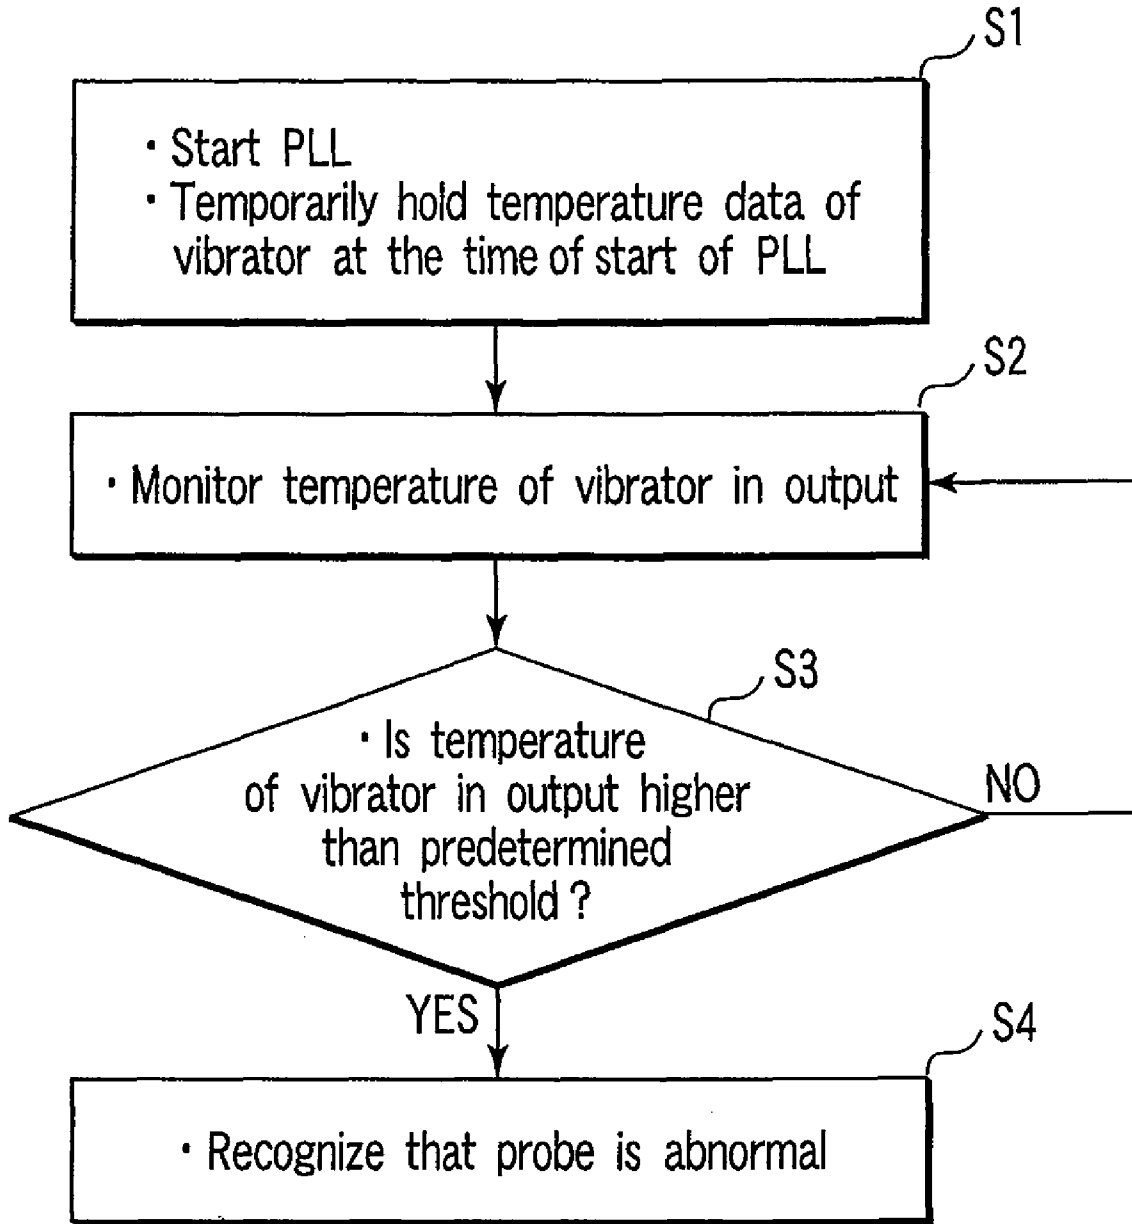 S1
· Start PLL
· Temporarily hold temperature data of
vibrator at the time of start of PLL
S2
· Monitor temperature of vibrator in output
S3
· Is temperature
of vibrator in output higher
than predetermined
threshold ?
NO
YES
S4
· Recognize that probe is abnormal